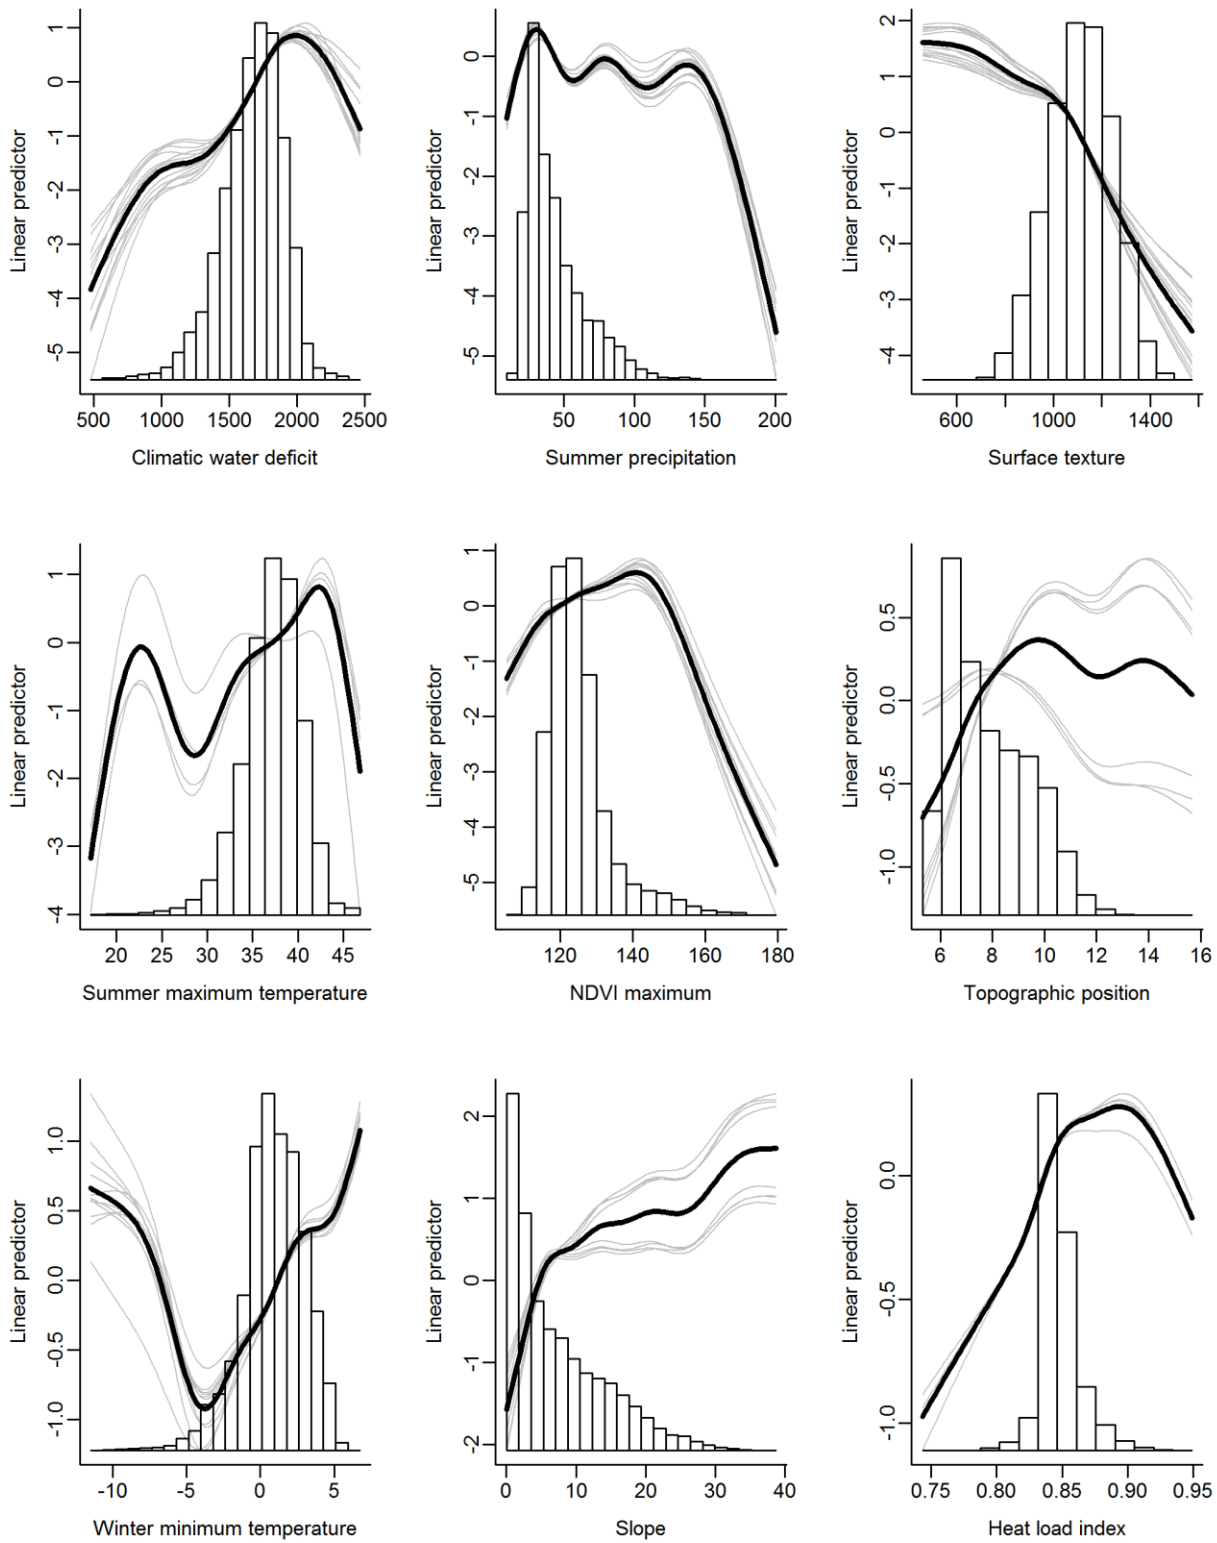 1
0
-1
-2
-3
-4
-5
Linear predictor
500 1000 1500 2000 2500
Climatic water deficit
0
-1
-2
-3
-4
-5
Linear predictor
50 100 150 200
Summer precipitation
2
1
0
-1
-2
-3
-4
Linear predictor
600 1000 1400
Surface texture
1
0
-1
-2
-3
-4
Linear predictor
20 25 30 35 40 45
Summer maximum temperature
1
0
-1
-2
-3
-4
-5
Linear predictor
120 140 160 180
NDVI maximum
0.5
0.0
-0.5
-1.0
Linear predictor
6 8 10 12 14 16
Topographic position
1.0
0.5
0.0
-0.5
-1.0
Linear predictor
-10 -5 0 5
Winter minimum temperature
2
1
0
-1
-2
Linear predictor
0 10 20 30 40
Slope
0.0
-0.5
-1.0
Linear predictor
0.75 0.80 0.85 0.90 0.95
Heat load index